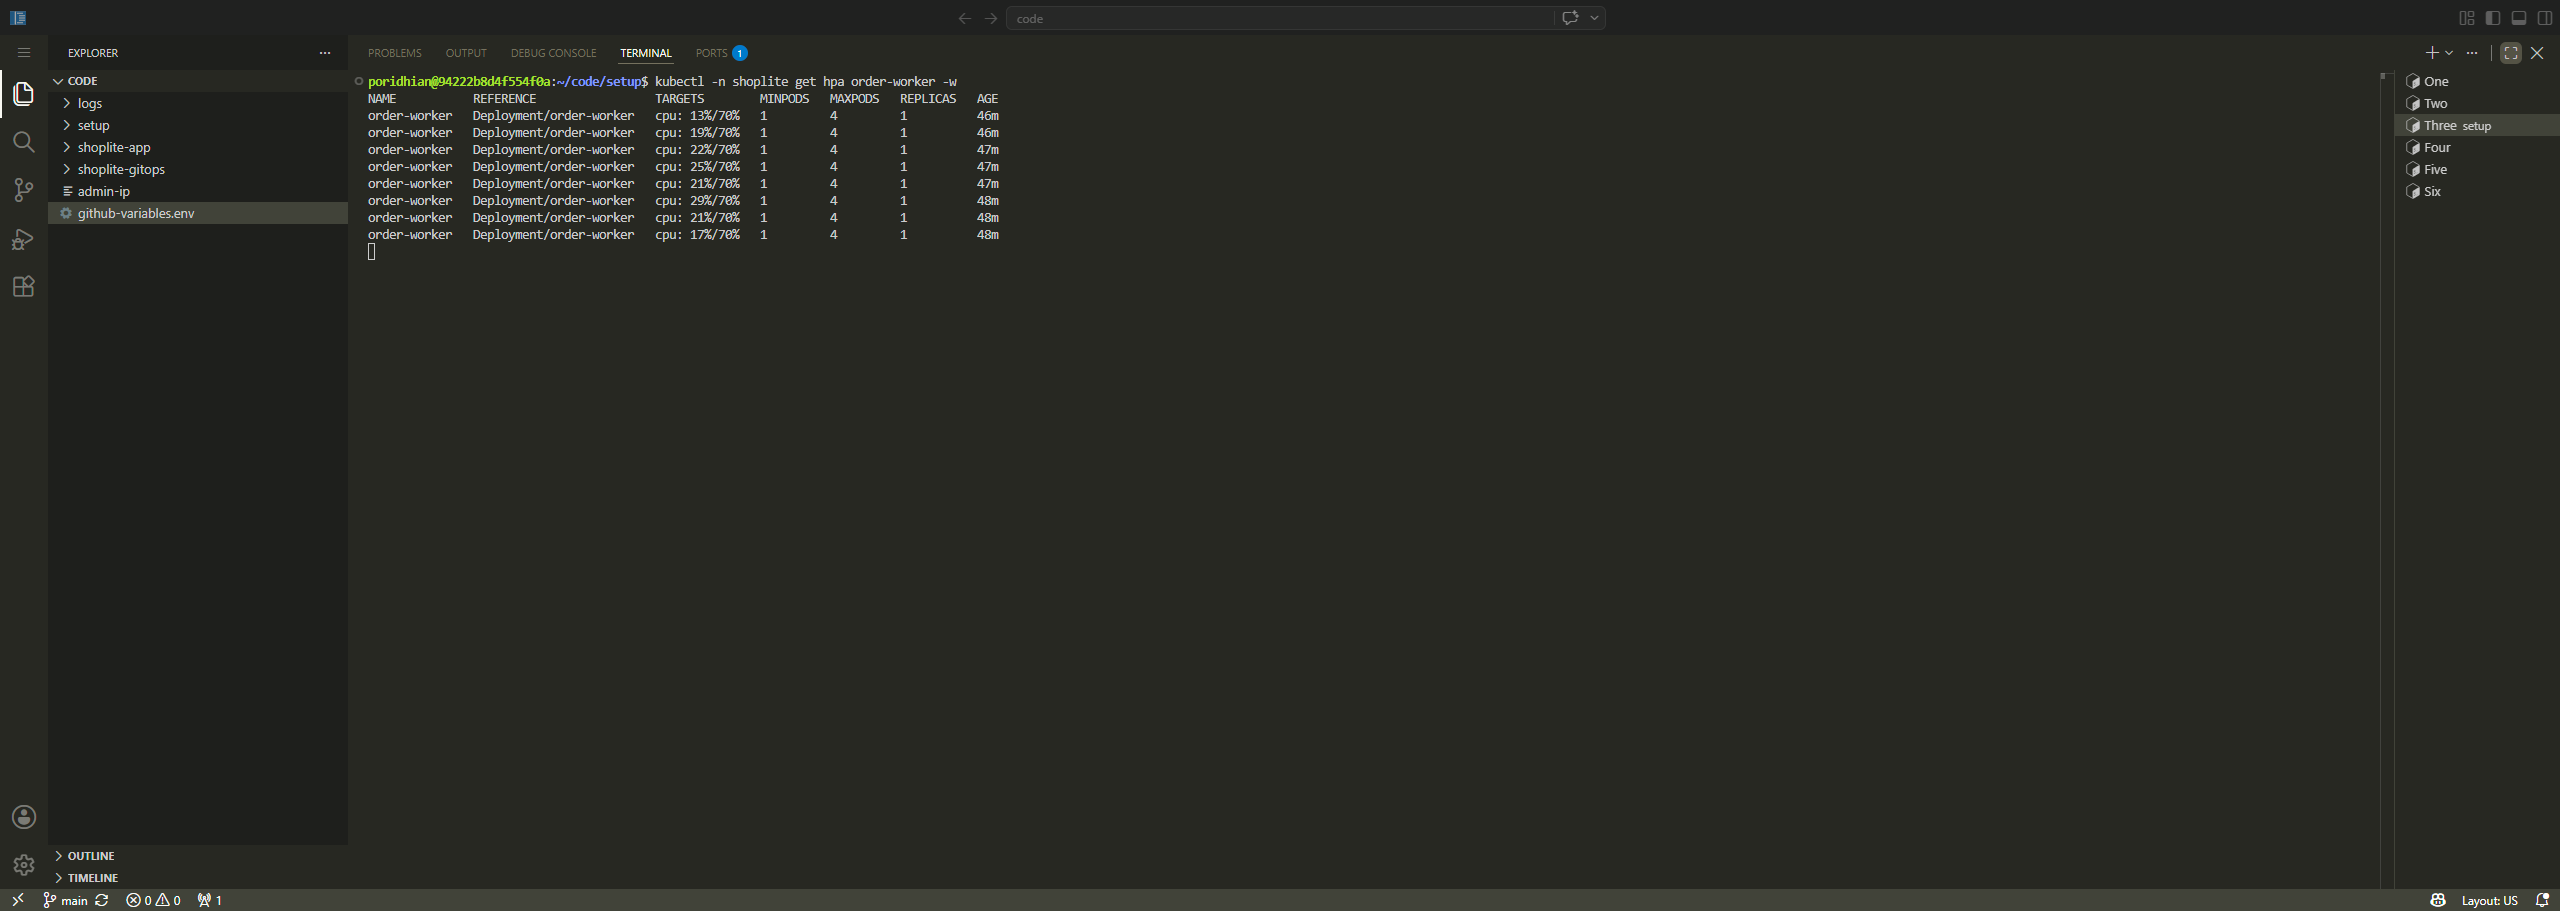 code
EXPLORER
CODE
logs
setup
shoplite-app
shoplite-gitops
admin-ip
github-variables.env
OUTLINE
TIMELINE
PROBLEMS OUTPUT DEBUG CONSOLE TERMINAL PORTS 1
poridhian@94222b8d4f554f0a:~/code/setup$ kubectl -n shoplite get hpa order-worker -w
NAME REFERENCE TARGETS MINPODS MAXPODS REPLICAS AGE
order-worker Deployment/order-worker cpu: 13%/70% 1 4 1 46m
order-worker Deployment/order-worker cpu: 19%/70% 1 4 1 46m
order-worker Deployment/order-worker cpu: 22%/70% 1 4 1 47m
order-worker Deployment/order-worker cpu: 25%/70% 1 4 1 47m
order-worker Deployment/order-worker cpu: 21%/70% 1 4 1 47m
order-worker Deployment/order-worker cpu: 29%/70% 1 4 1 48m
order-worker Deployment/order-worker cpu: 21%/70% 1 4 1 48m
order-worker Deployment/order-worker cpu: 17%/70% 1 4 1 48m
One
Two
Three setup
Four
Five
Six
main 0 0 1
Layout: US